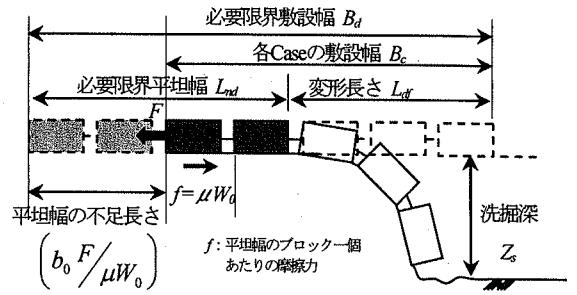 必要限界敷設幅 B_d
各Caseの敷設幅 B_c
必要限界平坦幅 L_nd
変形長さ L_df
F
f=μW_0
平坦幅の不足長さ
(b_0 F/μW_0)
f : 平坦幅のブロック一個
あたりの摩擦力
洗掘深
Z_s